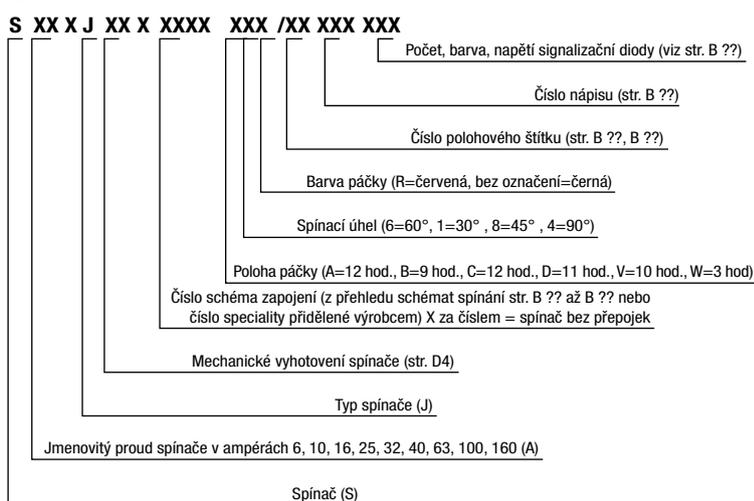 S XX X J XX X XXXX XXX /XX XXX XXX
Počet, barva, napětí signalizační diody (viz str. B ??)
Číslo nápisu (str. B ??)
Číslo polohového štítku (str. B ??, B ??)
Barva páčky (R=červená, bez označení=černá)
Spínací úhel (6=60°, 1=30° , 8=45° , 4=90°)
Poloha páčky (A=12 hod., B=9 hod., C=12 hod., D=11 hod., V=10 hod., W=3 hod)
Číslo schéma zapojení (z přehledu schémat spínání str. B ?? až B ?? nebo
číslo speciality přidělené výrobcem) X za číslem = spínač bez přepojek
Mechanické vyhotovení spínače (str. D4)
Typ spínače (J)
Jmenovitý proud spínače v ampérách 6, 10, 16, 25, 32, 40, 63, 100, 160 (A)
Spínač (S)